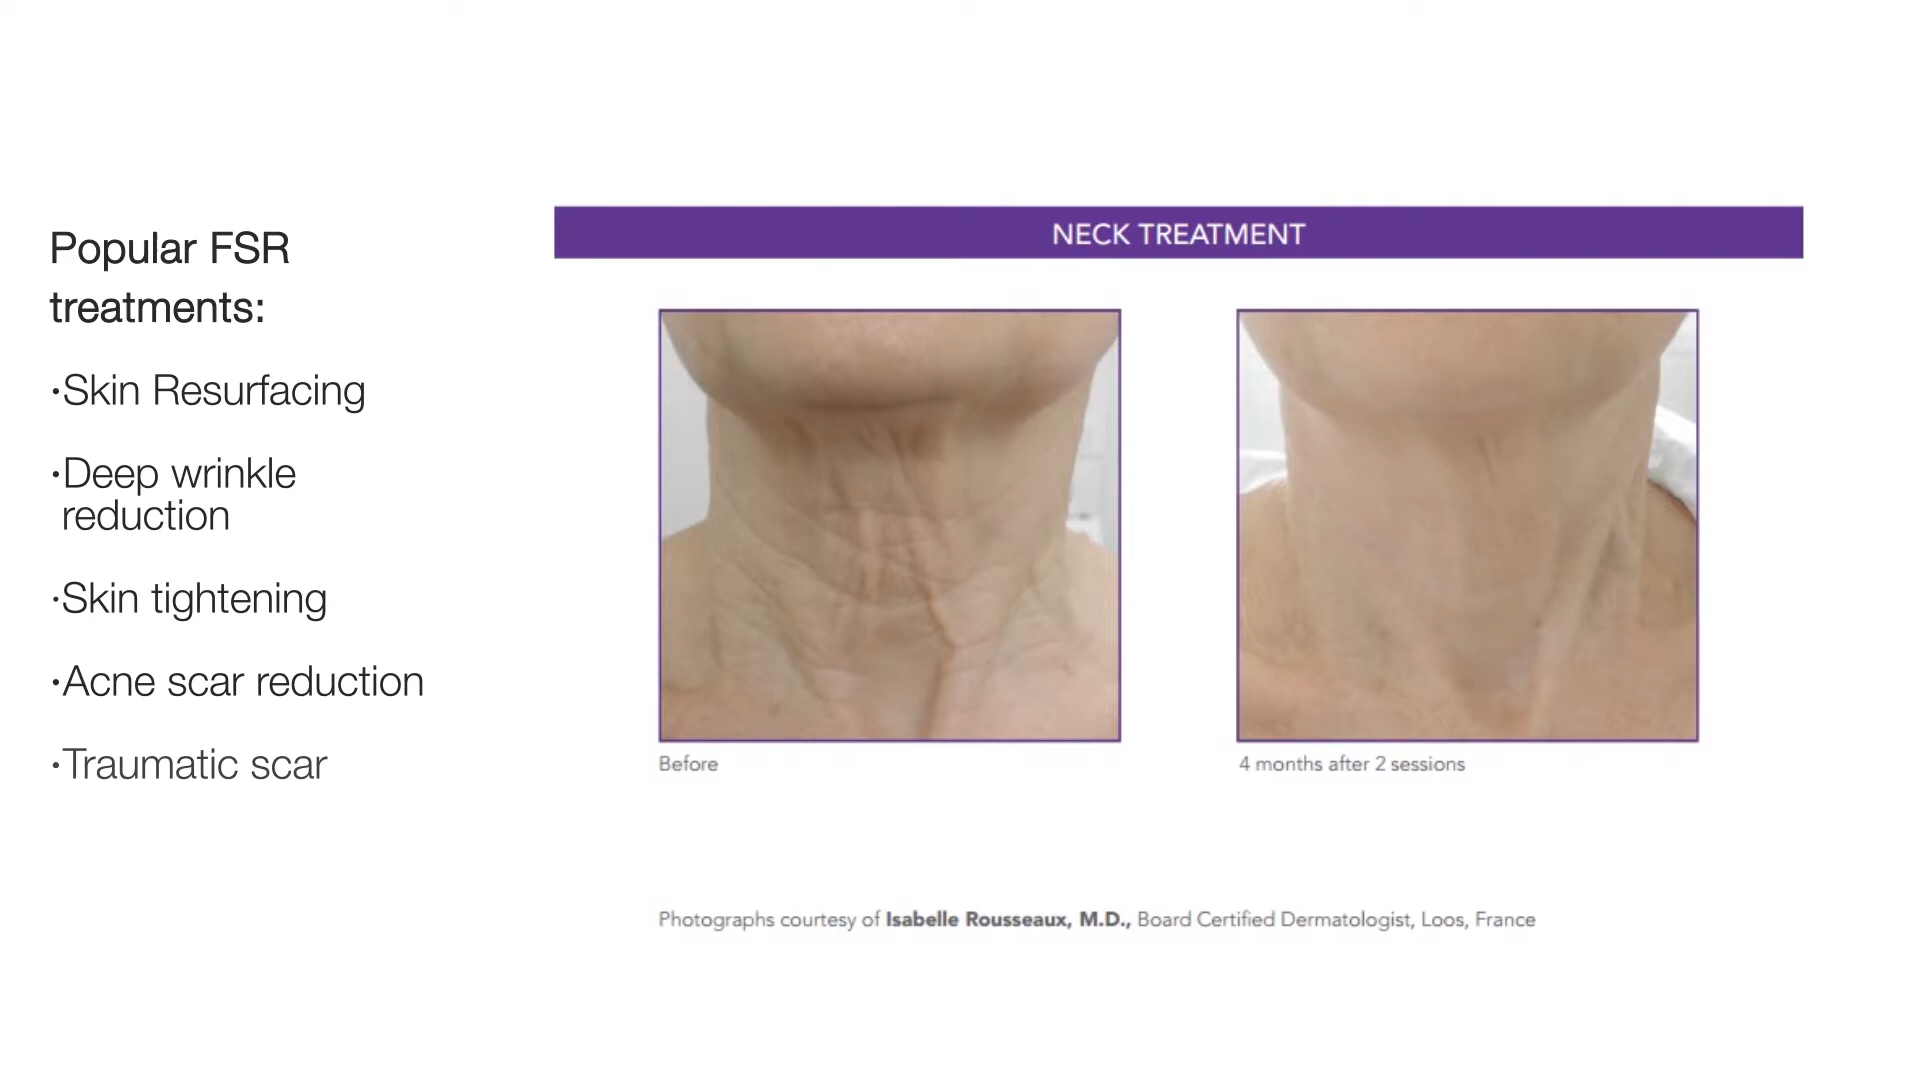 Popular FSR
treatments:
·Skin Resurfacing
·Deep wrinkle
reduction
·Skin tightening
·Acne scar reduction
·Traumatic scar
NECK TREATMENT
Before
4 months after 2 sessions
Photographs courtesy of Isabelle Rousseaux, M.D., Board Certified Dermatologist, Loos, France